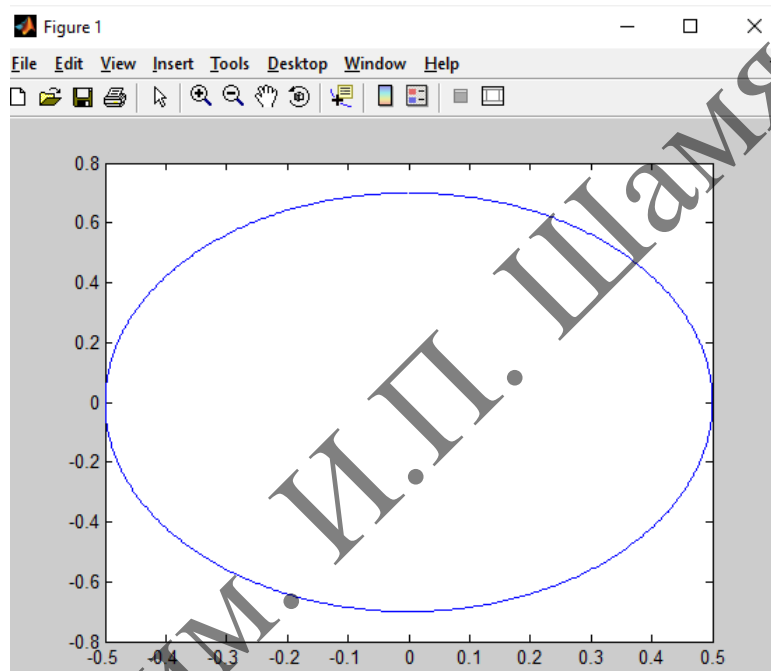 Figure 1
File Edit View Insert Tools Desktop Window Help
0.8
0.6
0.4
0.2
0
-0.2
-0.4
-0.6
-0.8
-0.5 -0.4 -0.3 -0.2 -0.1 0 0.1 0.2 0.3 0.4 0.5
им. И.П. Шамя